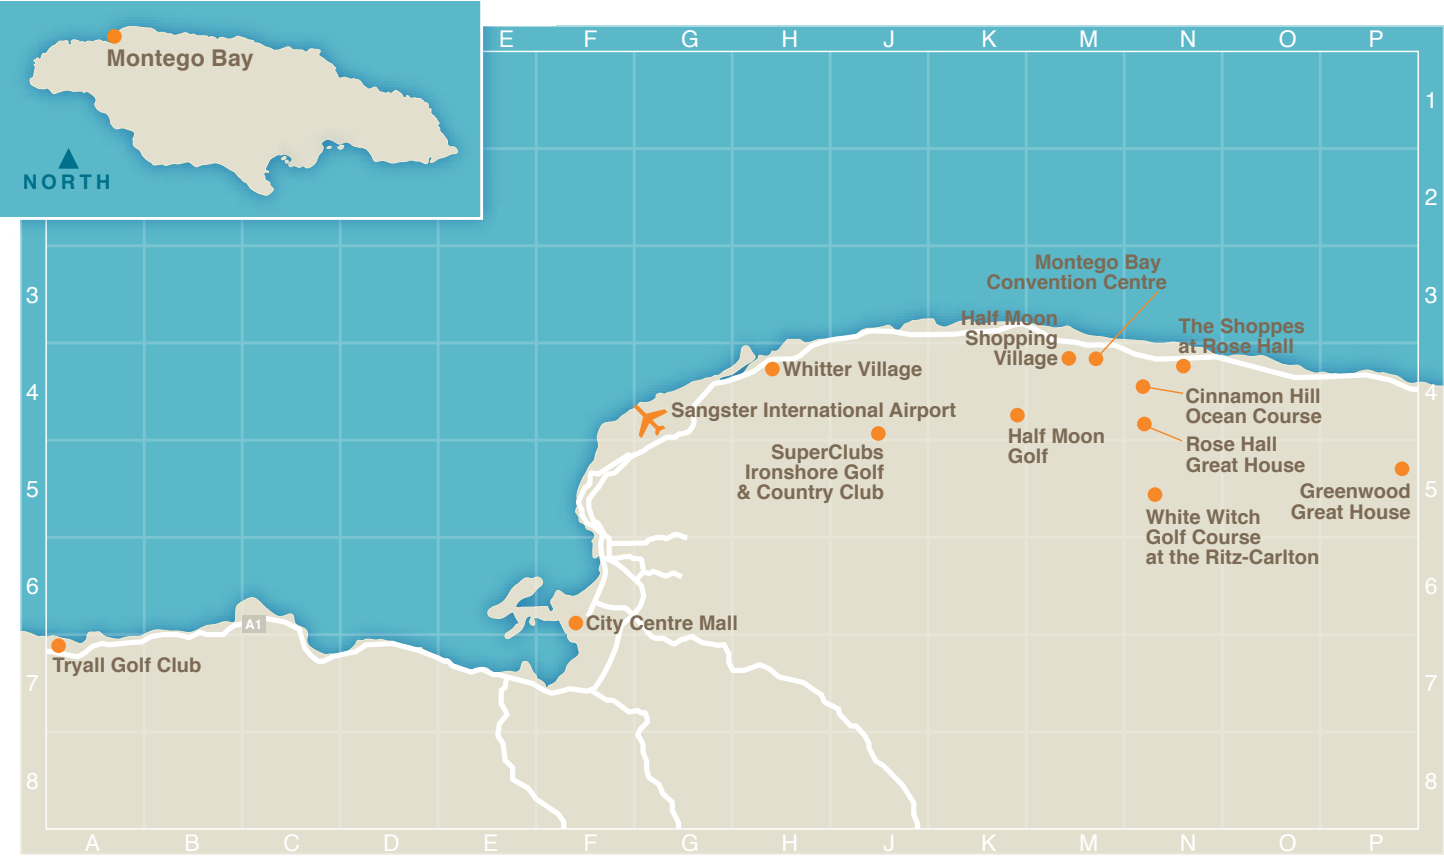 Montego Bay
NORTH
E F G H J K M N O P
1
2
3
3
4
4
5
5
6
6
7
7
8
8
Montego Bay
Convention Centre
Half Moon
Shopping
Village
The Shoppes
at Rose Hall
Whitter Village
Cinnamon Hill
Ocean Course
Sangster International Airport
Half Moon
Golf
Rose Hall
Great House
SuperClubs
Ironshore Golf
& Country Club
Greenwood
Great House
White Witch
Golf Course
at the Ritz-Carlton
A1
City Centre Mall
Tryall Golf Club
A B C D E F G H J K M N O P